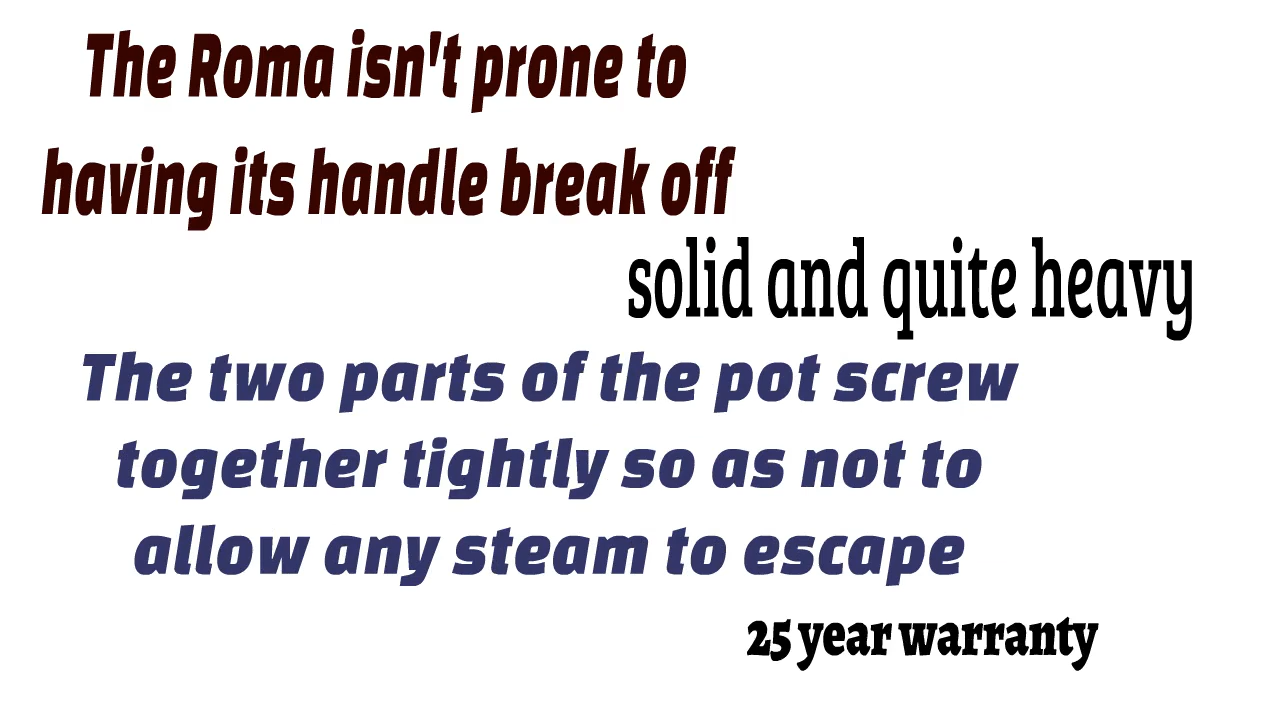 The Roma isn't prone to
having its handle break off
solid and quite heavy
The two parts of the pot screw
together tightly so as not to
allow any steam to escape
25 year warranty